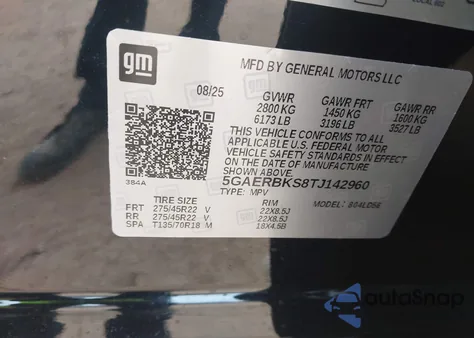 gm
MFD BY GENERAL MOTORS LLC
08/25
GVWR GAWR FRT GAWR RR
2800 KG 1450 KG 1600 KG
6173 LB 3196 LB 3527 LB
THIS VEHICLE CONFORMS TO ALL
APPLICABLE U.S. FEDERAL MOTOR
VEHICLE SAFETY STANDARDS IN EFFECT
ON THE DATE OF MANUFACTURE
SHOWN ABOVE.
5GAERBKS8TJ142960
TYPE: MPV
384A
TIRE SIZE RIM
FRT 275/45R22 V 22X8.5J
RR 275/45R22 V 22X8.5J
SPA T135/70R18 M 18X4.5B
autoSnap